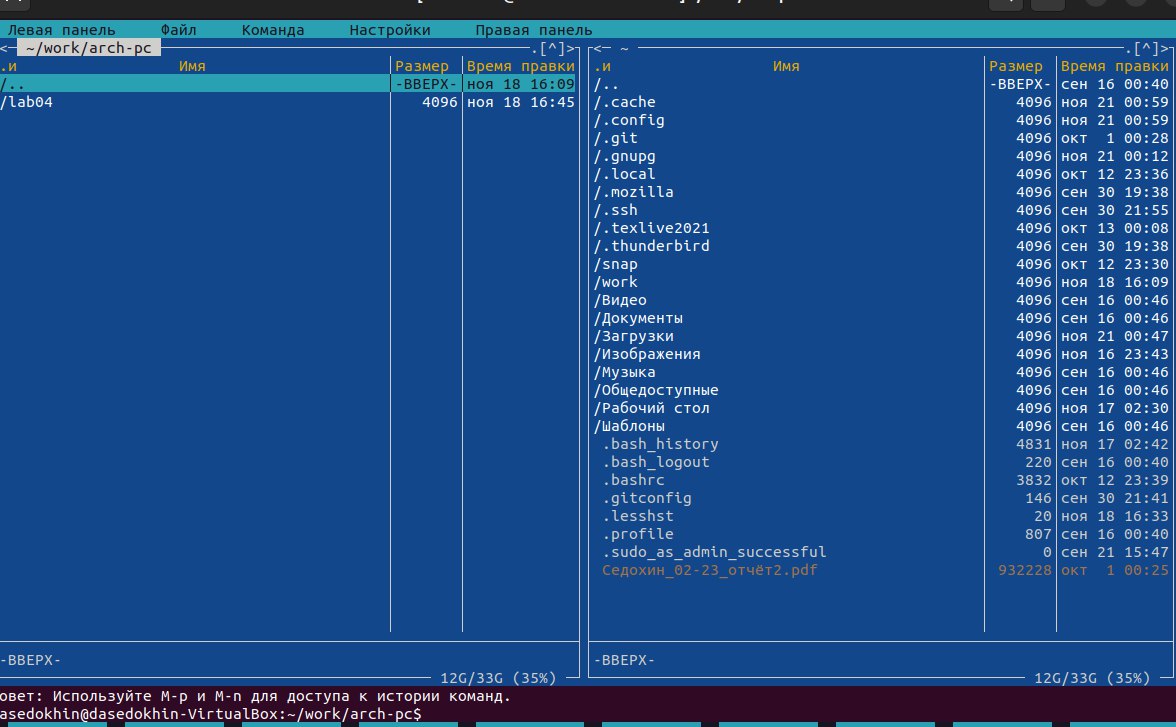 Левая панель Файл Команда Настройки Правая панель
<─ ~/work/arch-pc .[^]>
.и Имя Размер Время правки
/.. -ВВЕРХ- ноя 18 16:09
/lab04 4096 ноя 18 16:45
-ВВЕРХ-
12G/33G (35%)
<─ ~ .[^]>
.и Имя Размер Время правки
/.. -ВВЕРХ- сен 16 00:40
/.cache 4096 ноя 21 00:59
/.config 4096 ноя 21 00:59
/.git 4096 окт 1 00:28
/.gnupg 4096 ноя 21 00:12
/.local 4096 окт 12 23:36
/.mozilla 4096 сен 30 19:38
/.ssh 4096 сен 30 21:55
/.texlive2021 4096 окт 13 00:08
/.thunderbird 4096 сен 30 19:38
/snap 4096 окт 12 23:30
/work 4096 ноя 18 16:09
/Видео 4096 сен 16 00:46
/Документы 4096 сен 16 00:46
/Загрузки 4096 ноя 21 00:47
/Изображения 4096 ноя 16 23:43
/Музыка 4096 сен 16 00:46
/Общедоступные 4096 сен 16 00:46
/Рабочий стол 4096 ноя 17 02:30
/Шаблоны 4096 сен 16 00:46
.bash_history 4831 ноя 17 02:42
.bash_logout 220 сен 16 00:40
.bashrc 3832 окт 12 23:39
.gitconfig 146 сен 30 21:41
.lesshst 20 ноя 18 16:33
.profile 807 сен 16 00:40
.sudo_as_admin_successful 0 сен 21 15:47
Седохин_02-23_отчёт2.pdf 932228 окт 1 00:25
-ВВЕРХ-
12G/33G (35%)
овет: Используйте M-p и M-n для доступа к истории команд.
asedokhin@dasedokhin-VirtualBox:~/work/arch-pc$